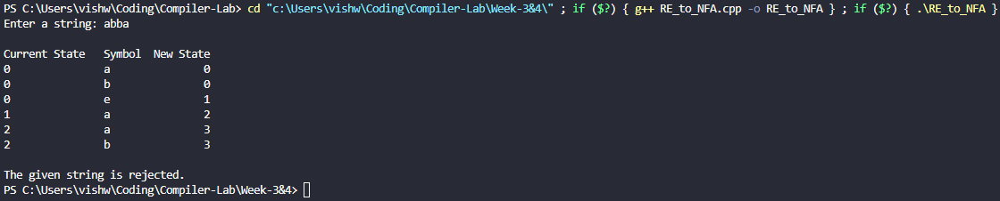 PS C:\Users\vishw\Coding\Compiler-Lab> cd "c:\Users\vishw\Coding\Compiler-Lab\Week-3&4\" ; if ($?) { g++ RE_to_NFA.cpp -o RE_to_NFA } ; if ($?) { .\RE_to_NFA }
Enter a string: abba
Current State Symbol New State
0 a 0
0 b 0
0 e 1
1 a 2
2 a 3
2 b 3
The given string is rejected.
PS C:\Users\vishw\Coding\Compiler-Lab\Week-3&4>